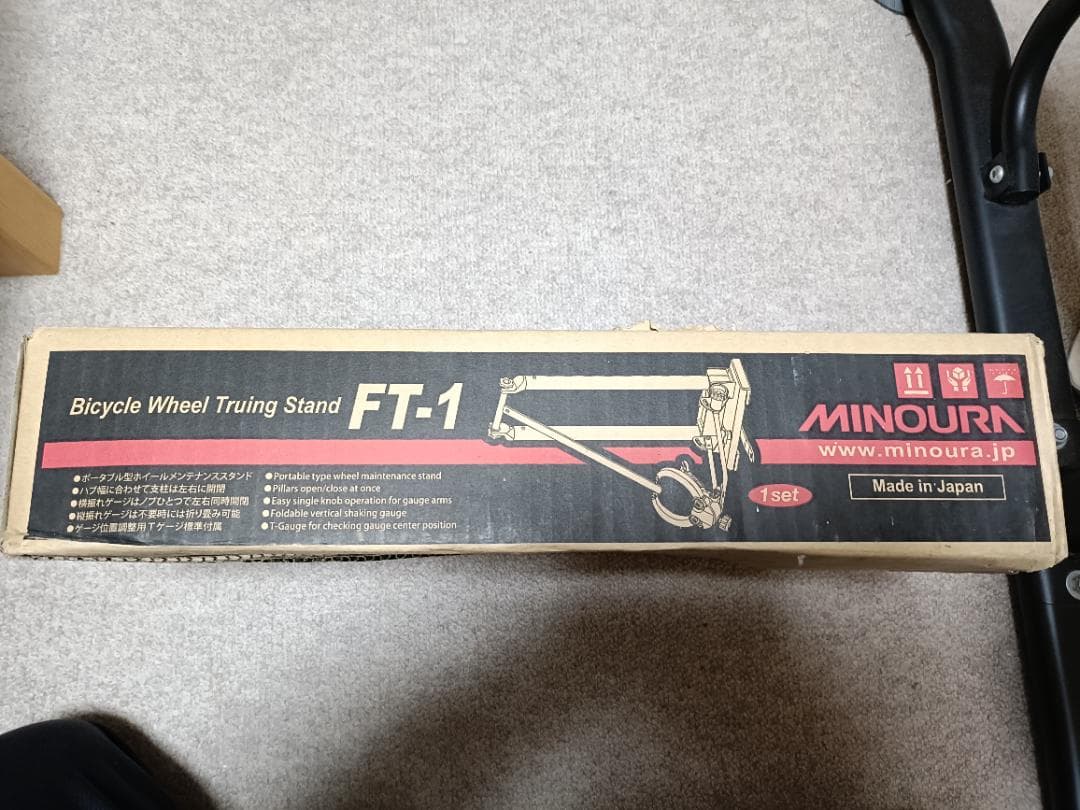 Bicycle Wheel Truing Stand FT-1
●ポータブル型ホイールメンテナンススタンド
●ハブ幅に合わせて支柱は左右に開閉
●横振れゲージはノブひとつで左右同時開閉
●縦振れゲージは不要時には折り畳み可能
●ゲージ位置調整用Tゲージ標準付属
●Portable type wheel maintenance stand
●Pillars open/close at once
●Easy single knob operation for gauge arms
●Foldable vertical shaking gauge
●T-Gauge for checking gauge center position
1 set
MINOURA
www.minoura.jp
Made in Japan